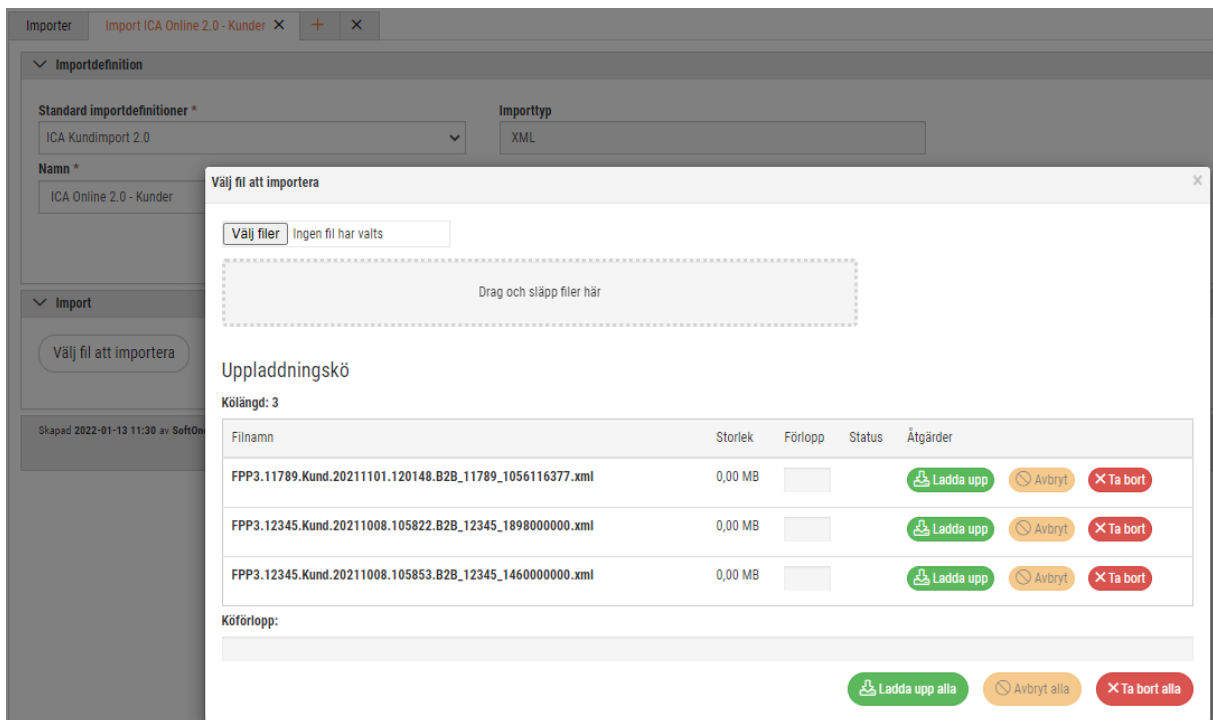 Importer Import ICA Online 2.0 - Kunder
Importdefinition
Standard importdefinitioner * Importtyp
ICA Kundimport 2.0 XML
Namn *
ICA Online 2.0 - Kunder
Import
Välj fil att importera
Skapad 2022-01-13 11:30 av SoftOn
Välj fil att importera
Välj filer Ingen fil har valts
Drag och släpp filer här
Uppladdningskö
Kölängd: 3
Filnamn Storlek Förlopp Status Åtgärder
FPP3.11789.Kund.20211101.120148.B2B_11789_1056116377.xml 0,00 MB Ladda upp Avbryt Ta bort
FPP3.12345.Kund.20211008.105822.B2B_12345_1898000000.xml 0,00 MB Ladda upp Avbryt Ta bort
FPP3.12345.Kund.20211008.105853.B2B_12345_1460000000.xml 0,00 MB Ladda upp Avbryt Ta bort
Köförlopp:
Ladda upp alla Avbryt alla Ta bort alla